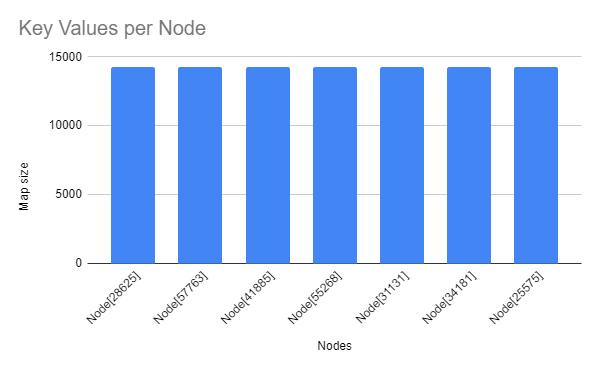 Key Values per Node
15000
10000
5000
0
Map size
Node[28625]
Node[57763]
Node[41885]
Node[55268]
Node[31131]
Node[34181]
Node[25575]
Nodes